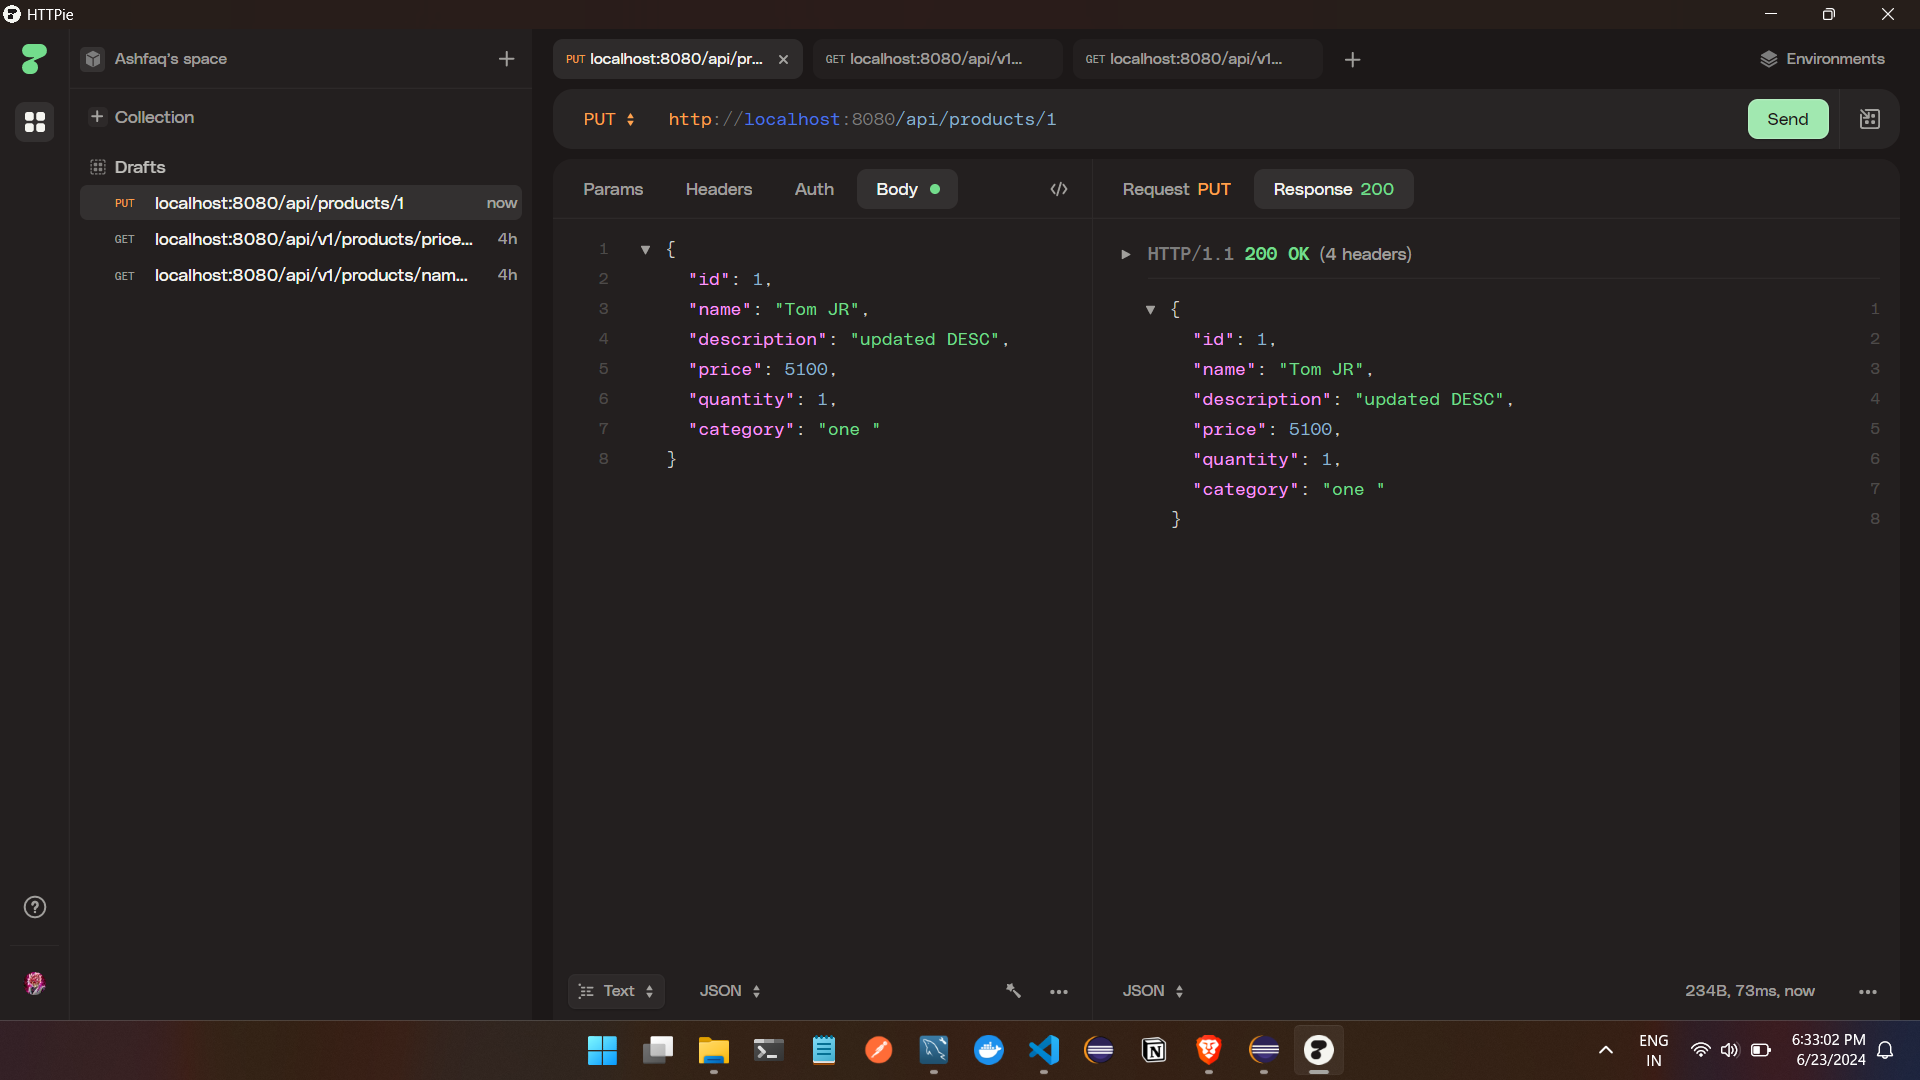 HTTPie
Ashfaq's space
Collection
Drafts
PUT localhost:8080/api/products/1 now
GET localhost:8080/api/v1/products/price... 4h
GET localhost:8080/api/v1/products/nam... 4h
PUT localhost:8080/api/pr...
GET localhost:8080/api/v1...
GET localhost:8080/api/v1...
Environments
PUT http://localhost:8080/api/products/1
Send
Params Headers Auth Body
1 {
2 "id": 1,
3 "name": "Tom JR",
4 "description": "updated DESC",
5 "price": 5100,
6 "quantity": 1,
7 "category": "one "
8 }
Text JSON
Request PUT Response 200
HTTP/1.1 200 OK (4 headers)
{ 1
"id": 1, 2
"name": "Tom JR", 3
"description": "updated DESC", 4
"price": 5100, 5
"quantity": 1, 6
"category": "one " 7
} 8
JSON 234B, 73ms, now
ENG
IN
6:33:02 PM
6/23/2024